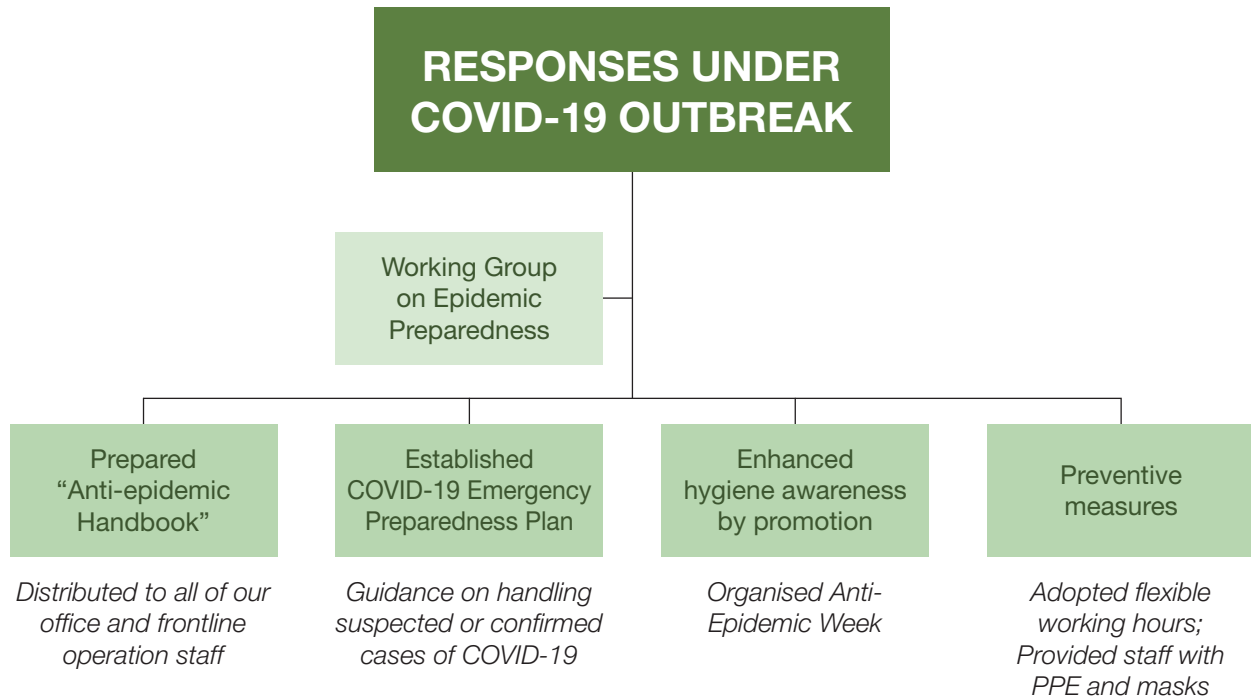 RESPONSES UNDER
COVID-19 OUTBREAK
Working Group
on Epidemic
Preparedness
Prepared
“Anti-epidemic
Handbook”
Distributed to all of our
office and frontline
operation staff
Established
COVID-19 Emergency
Preparedness Plan
Guidance on handling
suspected or confirmed
cases of COVID-19
Enhanced
hygiene awareness
by promotion
Organised Anti-
Epidemic Week
Preventive
measures
Adopted flexible
working hours;
Provided staff with
PPE and masks